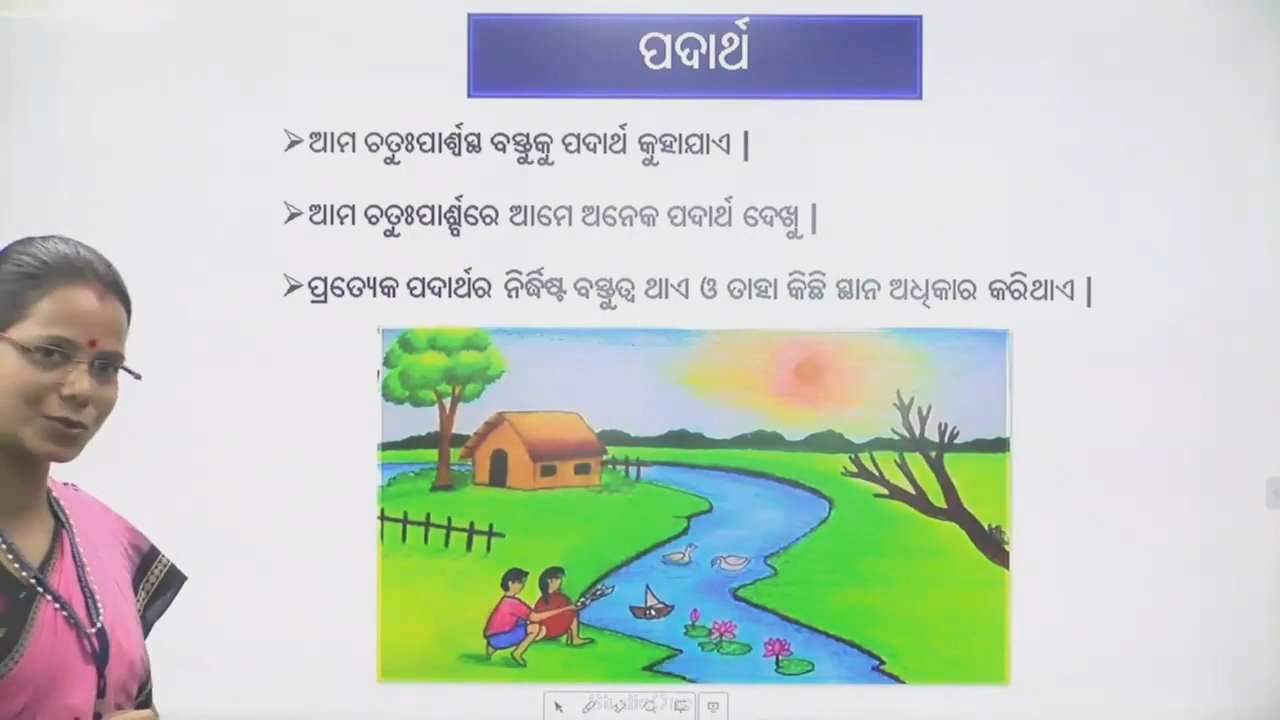 ପଦାର୍ଥ
➢ଆମ ଚତୁଃପାର୍ଶ୍ୱସ୍ଥ ବସ୍ତୁକୁ ପଦାର୍ଥ କୁହାଯାଏ |
➢ଆମ ଚତୁଃପାର୍ଶ୍ୱରେ ଆମେ ଅନେକ ପଦାର୍ଥ ଦେଖୁ |
➢ପ୍ରତ୍ୟେକ ପଦାର୍ଥର ନିର୍ଦ୍ଧିଷ୍ଟ ବସ୍ତୁତ୍ୱ ଥାଏ ଓ ତାହା କିଛି ସ୍ଥାନ ଅଧିକାର କରିଥାଏ |